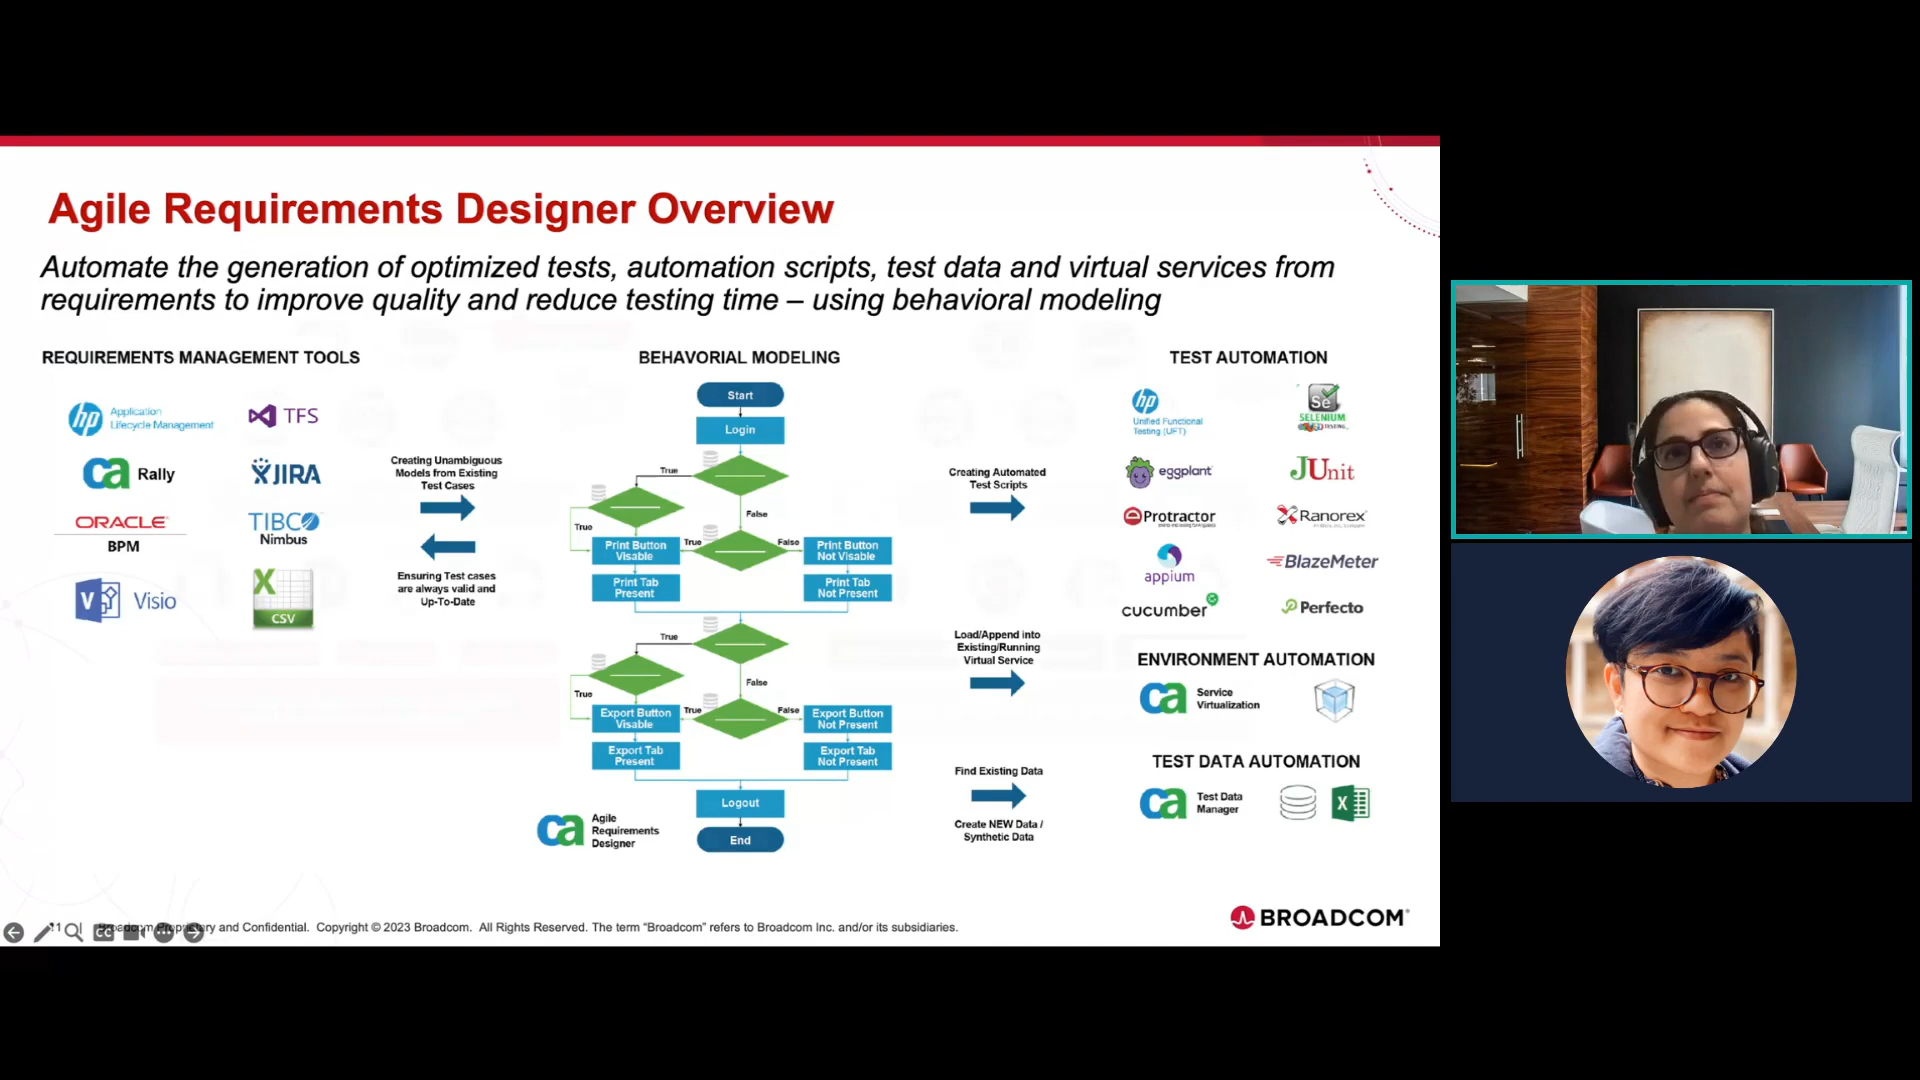 Agile Requirements Designer Overview
Automate the generation of optimized tests, automation scripts, test data and virtual services from
requirements to improve quality and reduce testing time – using behavioral modeling
REQUIREMENTS MANAGEMENT TOOLS
hp Application
Lifecycle Management
TFS
ca Rally
JIRA
ORACLE
BPM
TIBCO
Nimbus
V Visio
X
CSV
Creating Unambiguous
Models from Existing
Test Cases
Ensuring Test cases
are always valid and
Up-To-Date
BEHAVORIAL MODELING
Start
Login
True
False
True
True
False
Print Button
Visable
Print Button
Not Visable
Print Tab
Present
Print Tab
Not Present
True
False
True
True
False
Export Button
Visable
Export Button
Not Present
Export Tab
Present
Export Tab
Not Present
Logout
End
ca Agile
Requirements
Designer
Creating Automated
Test Scripts
Load/Append into
Existing/Running
Virtual Service
Find Existing Data
Create NEW Data /
Synthetic Data
TEST AUTOMATION
hp
Unified Functional
Testing (UFT)
Se
SELENIUM
eggplant
JUnit
Protractor
Ranorex
appium
BlazeMeter
cucumber
Perfecto
ENVIRONMENT AUTOMATION
ca Service
Virtualization
TEST DATA AUTOMATION
ca Test Data
Manager
X
11 | Broadcom Proprietary and Confidential. Copyright © 2023 Broadcom. All Rights Reserved. The term “Broadcom” refers to Broadcom Inc. and/or its subsidiaries.
CC
BROADCOM®